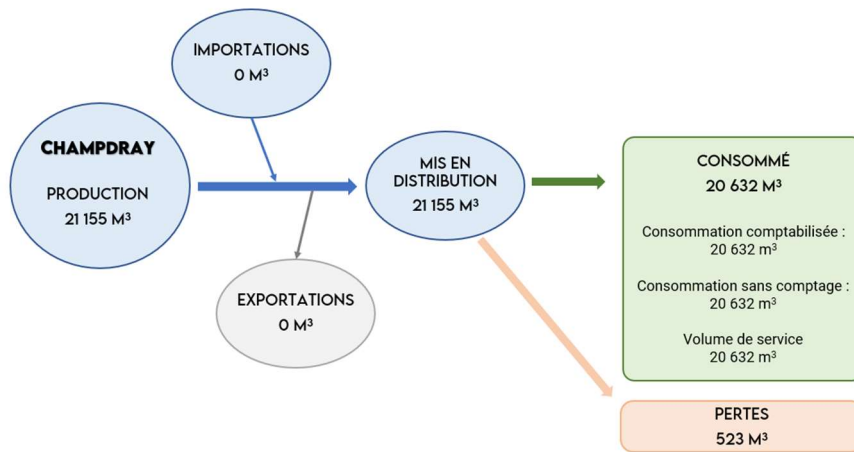 IMPORTATIONS
0 M³
CHAMPDRAY
PRODUCTION
21 155 M³
MIS EN
DISTRIBUTION
21 155 M³
EXPORTATIONS
0 M³
CONSOMMÉ
20 632 M³
Consommation comptabilisée :
20 632 m³
Consommation sans comptage :
20 632 m³
Volume de service
20 632 m³
PERTES
523 M³